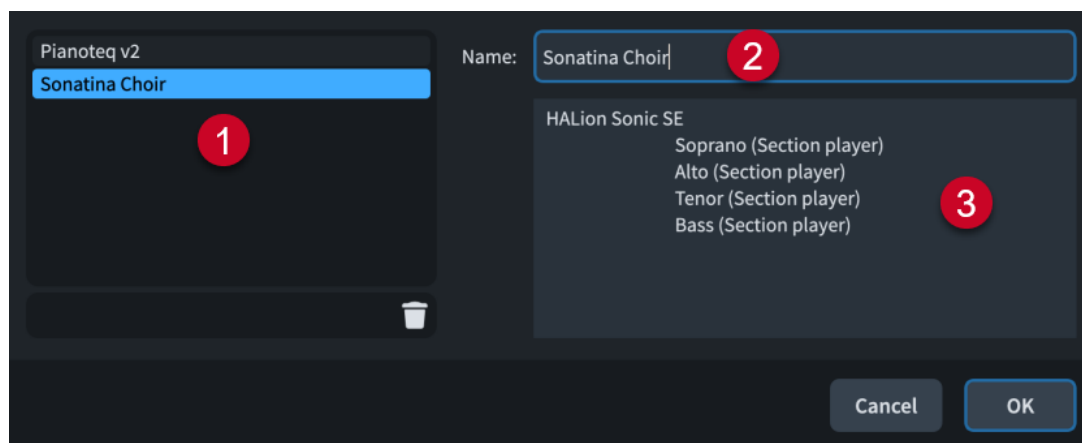 Pianoteq v2
Sonatina Choir
1
Name:
Sonatina Choir
2
HALion Sonic SE
Soprano (Section player)
Alto (Section player)
Tenor (Section player)
Bass (Section player)
3
Cancel
OK